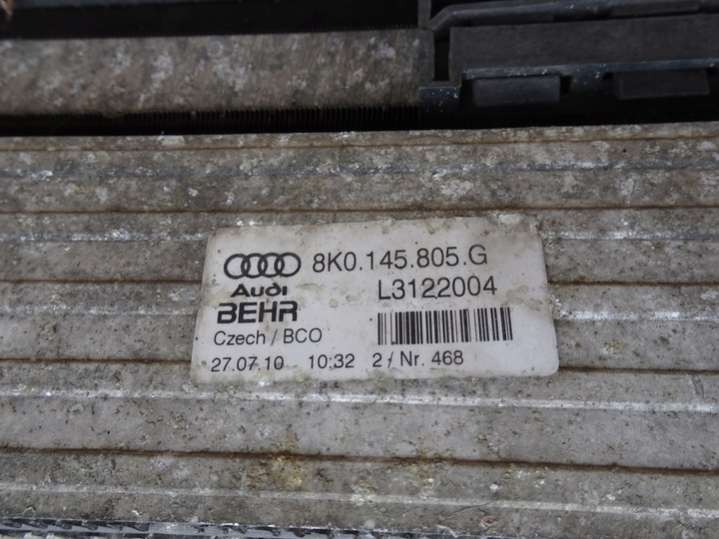 8K0.145.805.G
Audi
L3122004
BEHR
Czech / BCO
27.07.10 10:32 2 / Nr. 468